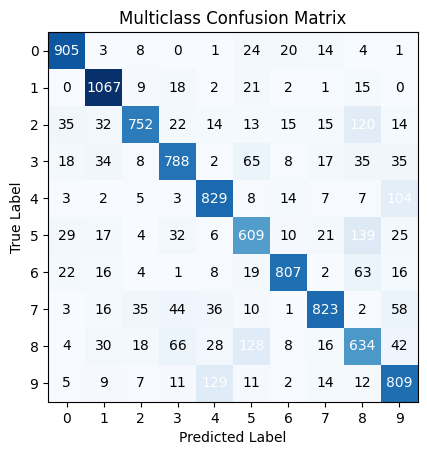 Multiclass Confusion Matrix
True Label
0 905 3 8 0 1 24 20 14 4 1
1 0 1067 9 18 2 21 2 1 15 0
2 35 32 752 22 14 13 15 15 120 14
3 18 34 8 788 2 65 8 17 35 35
4 3 2 5 3 829 8 14 7 7 104
5 29 17 4 32 6 609 10 21 139 25
6 22 16 4 1 8 19 807 2 63 16
7 3 16 35 44 36 10 1 823 2 58
8 4 30 18 66 28 128 8 16 634 42
9 5 9 7 11 129 11 2 14 12 809
0 1 2 3 4 5 6 7 8 9
Predicted Label